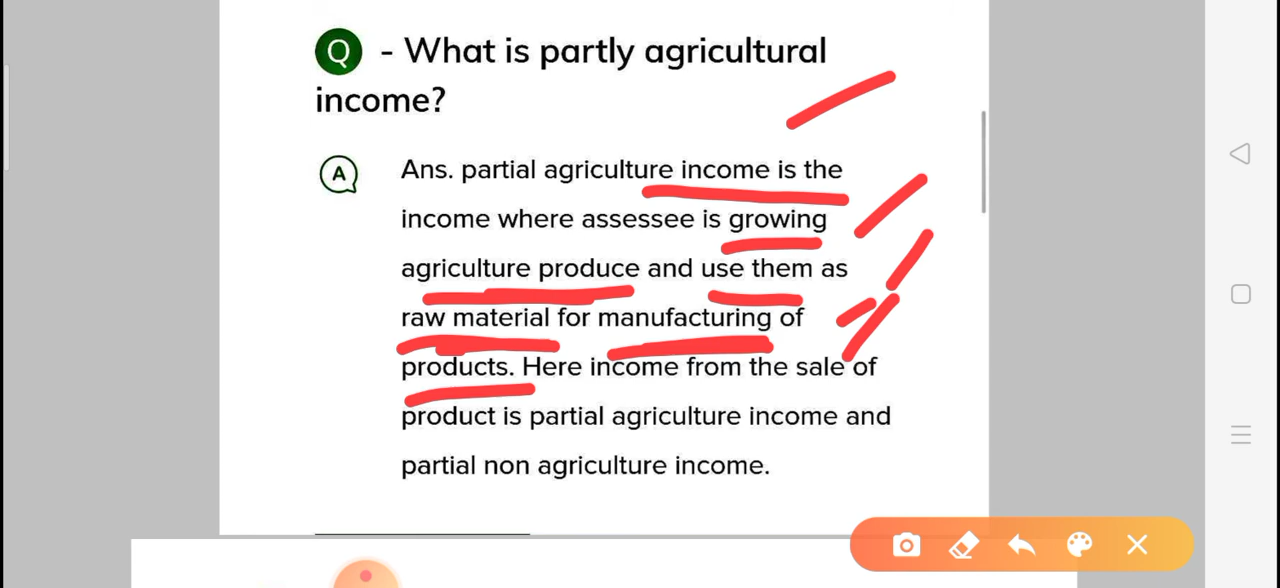 Q - What is partly agricultural
income?
A Ans. partial agriculture income is the
income where assessee is growing
agriculture produce and use them as
raw material for manufacturing of
products. Here income from the sale of
product is partial agriculture income and
partial non agriculture income.